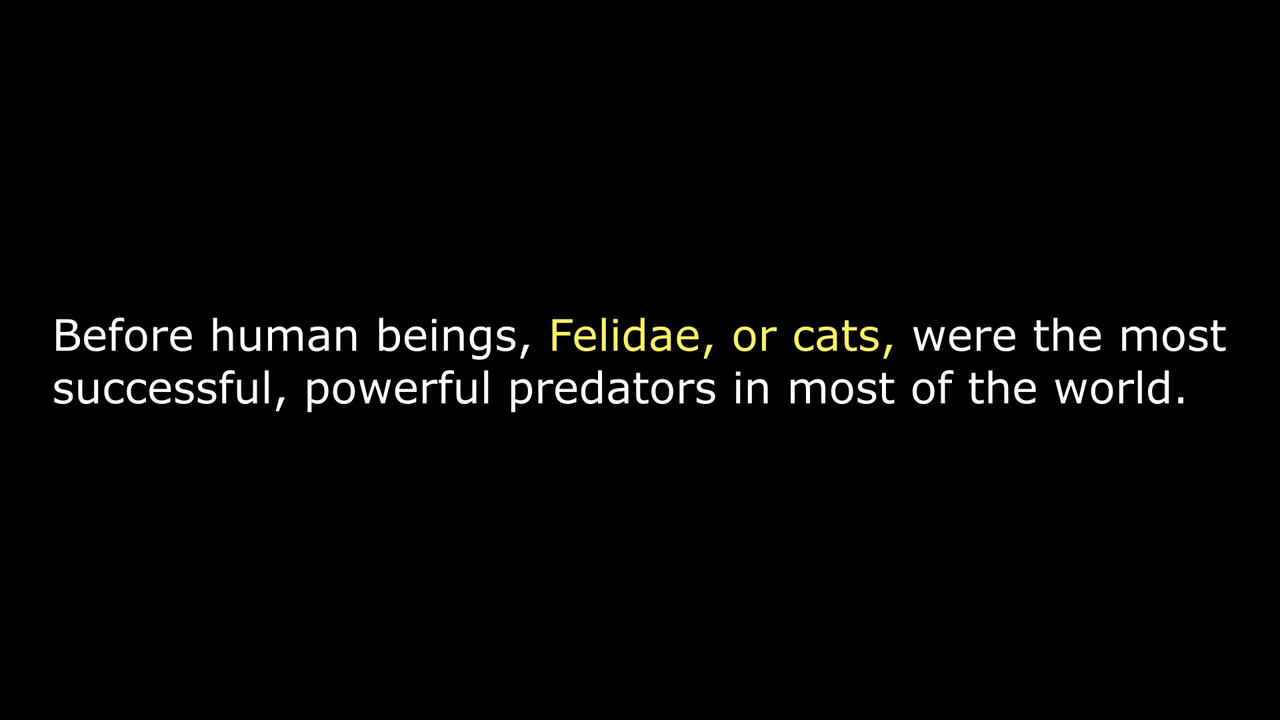 Before human beings, Felidae, or cats, were the most
successful, powerful predators in most of the world.